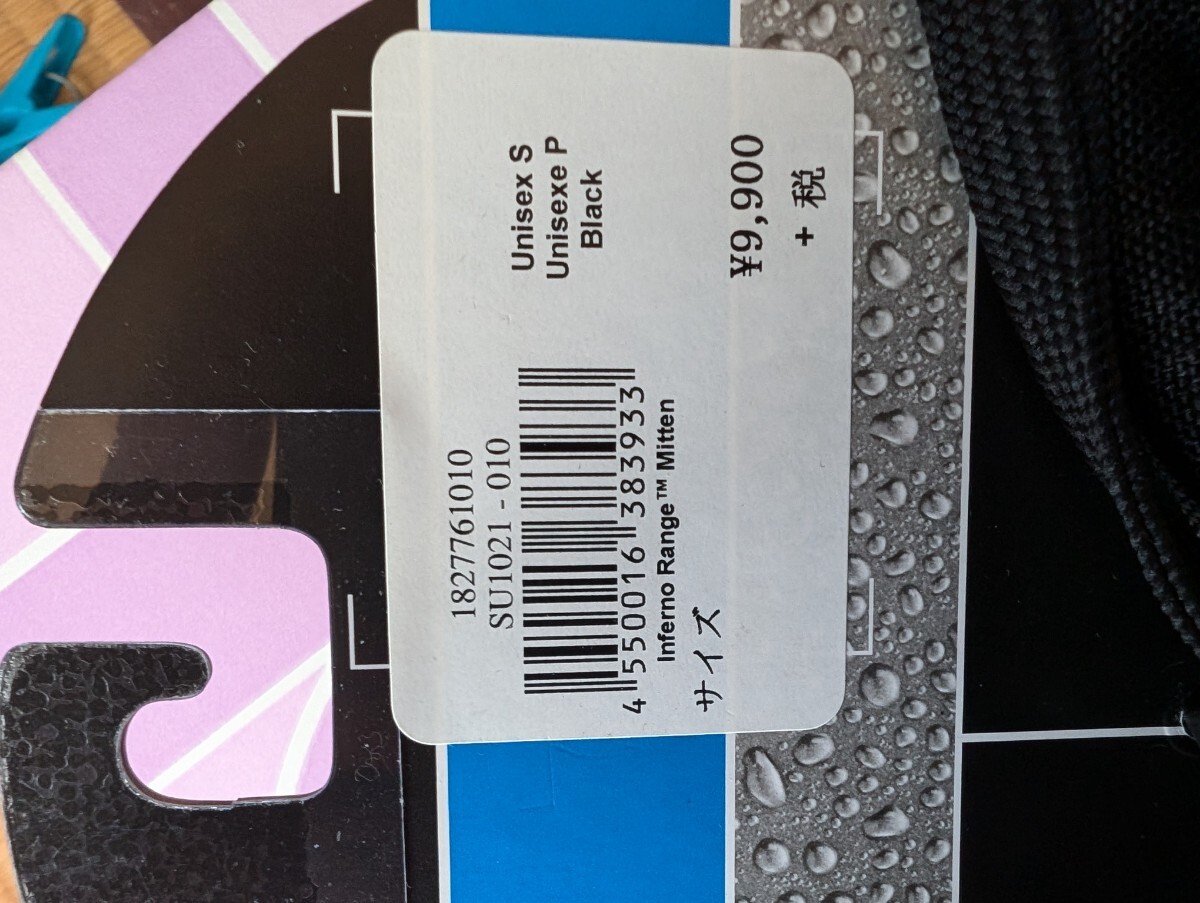 1827761010
SU1021 - 010
4 550016 383933
Inferno Range™ Mitten
サイズ
Unisex S
Unisexe P
Black
¥9,900
+ 税